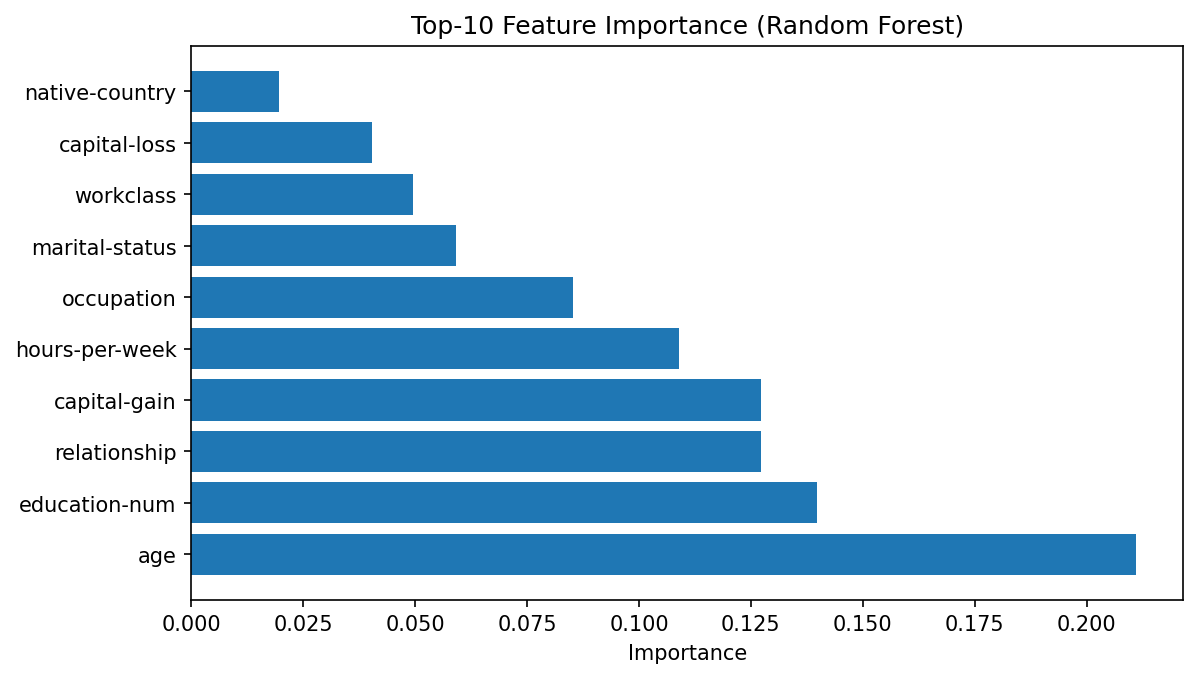 Top-10 Feature Importance (Random Forest)
native-country
capital-loss
workclass
marital-status
occupation
hours-per-week
capital-gain
relationship
education-num
age
0.000 0.025 0.050 0.075 0.100 0.125 0.150 0.175 0.200
Importance